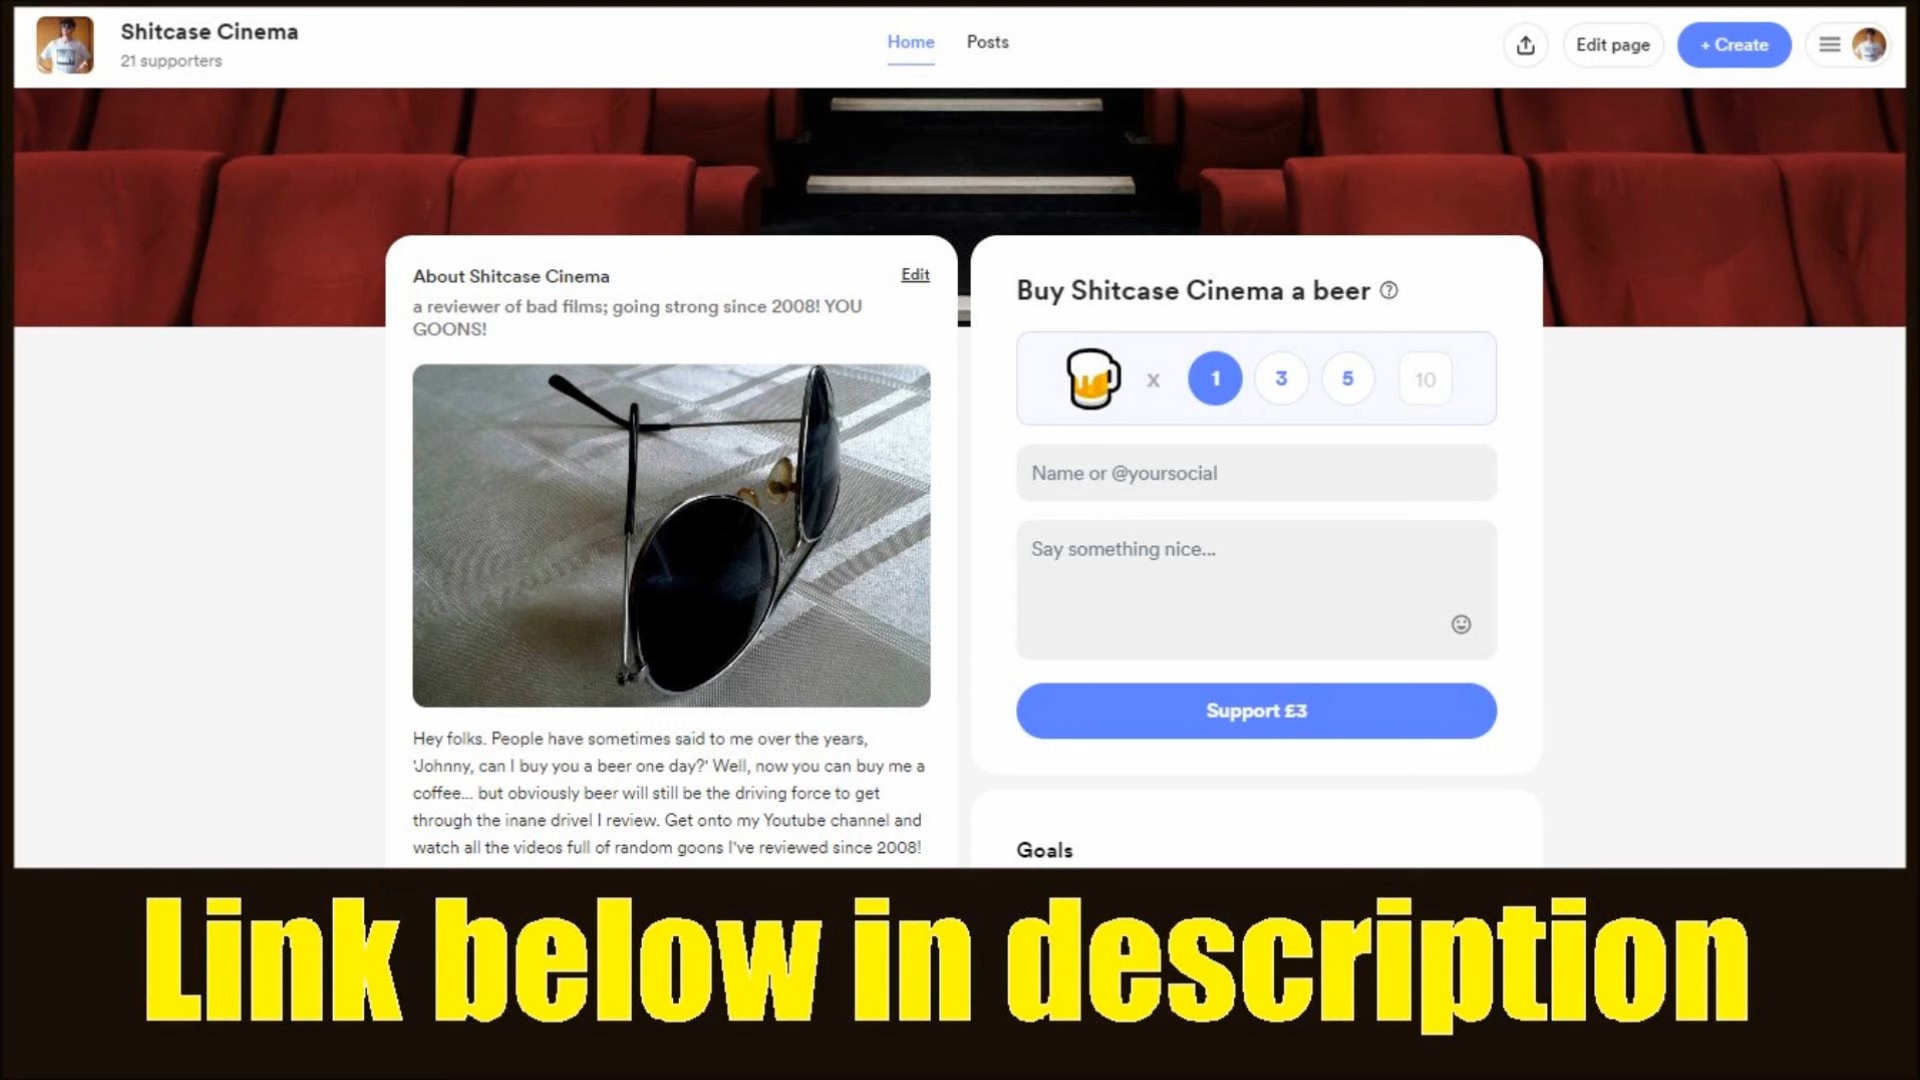 Shitcase Cinema
21 supporters
Home
Posts
Edit page
+ Create
About Shitcase Cinema
Edit
a reviewer of bad films; going strong since 2008! YOU
GOONS!
Hey folks. People have sometimes said to me over the years,
'Johnny, can I buy you a beer one day?' Well, now you can buy me a
coffee... but obviously beer will still be the driving force to get
through the inane drivel I review. Get onto my Youtube channel and
watch all the videos full of random goons I've reviewed since 2008!
Buy Shitcase Cinema a beer ?
x 1 3 5 10
Name or @yoursocial
Say something nice...
Support £3
Goals
Link below in description